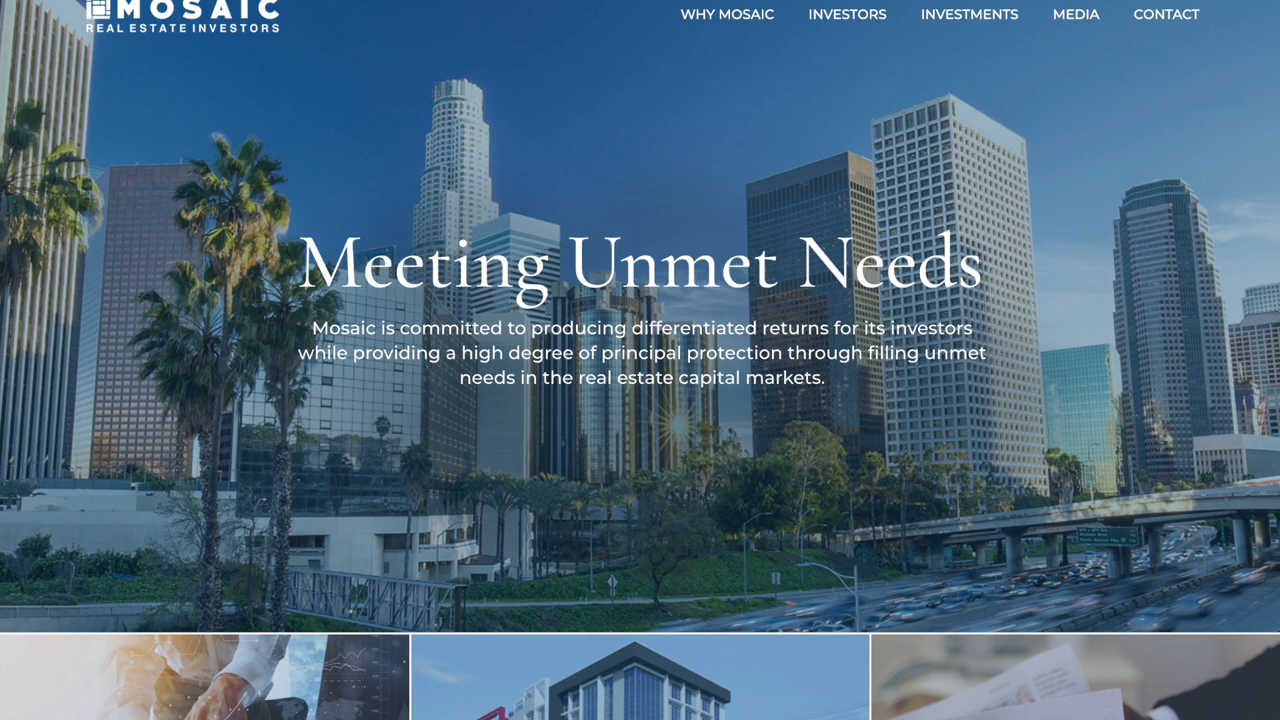 MOSAIC
REAL ESTATE INVESTORS
WHY MOSAIC INVESTORS INVESTMENTS MEDIA CONTACT
Meeting Unmet Needs
Mosaic is committed to producing differentiated returns for its investors
while providing a high degree of principal protection through filling unmet
needs in the real estate capital markets.